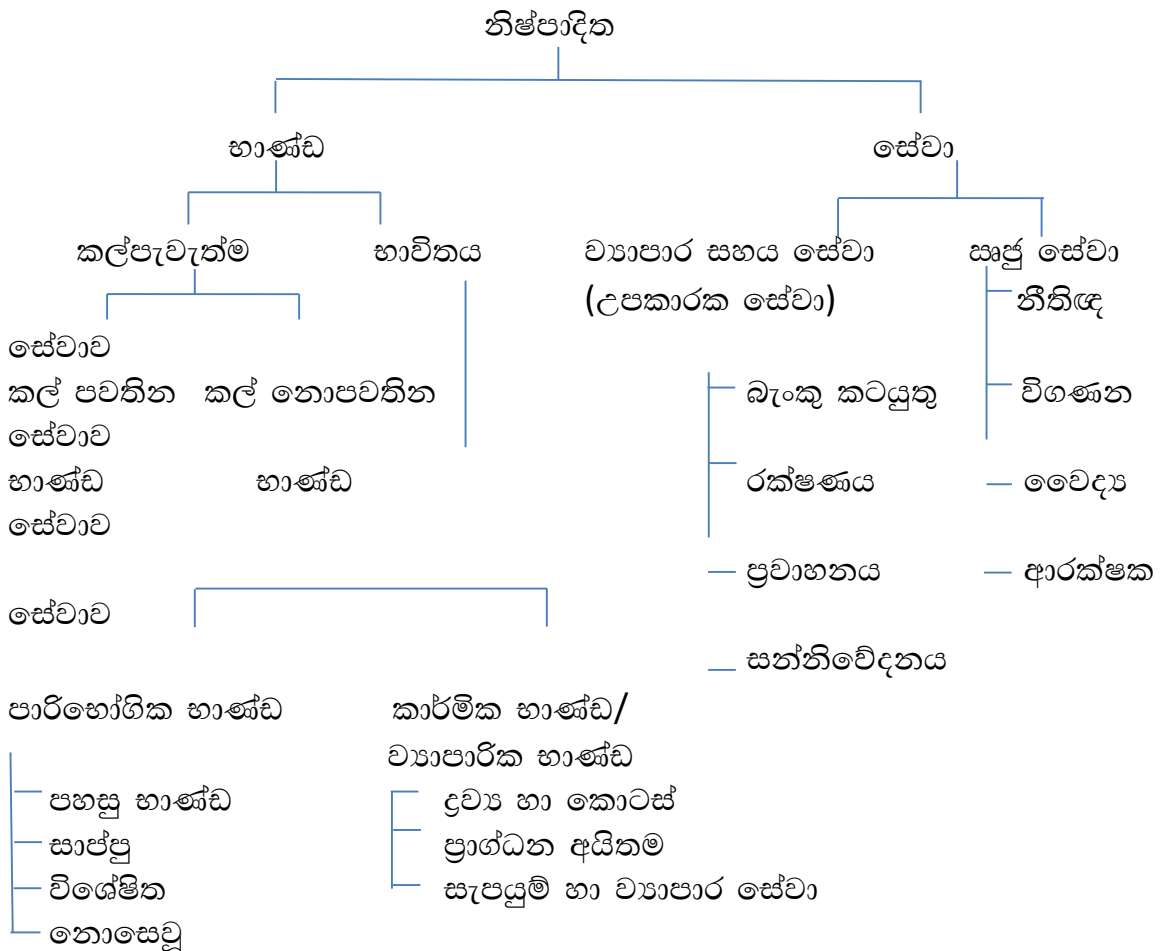 නිෂ්පාදිත
භාණ්ඩ සේවා
කල්පැවැත්ම භාවිතය ව්‍යාපාර සහය සේවා ඍජු සේවා
(උපකාරක සේවා) නීතිඥ
සේවාව
කල් පවතින කල් නොපවතින බැංකු කටයුතු විගණන
සේවාව
භාණ්ඩ භාණ්ඩ රක්ෂණය වෛද්‍ය
සේවාව
ප්‍රවාහනය ආරක්ෂක
සේවාව
සන්නිවේදනය
පාරිභෝගික භාණ්ඩ කාර්මික භාණ්ඩ/
ව්‍යාපාරික භාණ්ඩ
පහසු භාණ්ඩ ද්‍රව්‍ය හා කොටස්
සාප්පු ප්‍රාග්ධන අයිතම
විශේෂිත සැපයුම් හා ව්‍යාපාර සේවා
නොසෙවූ